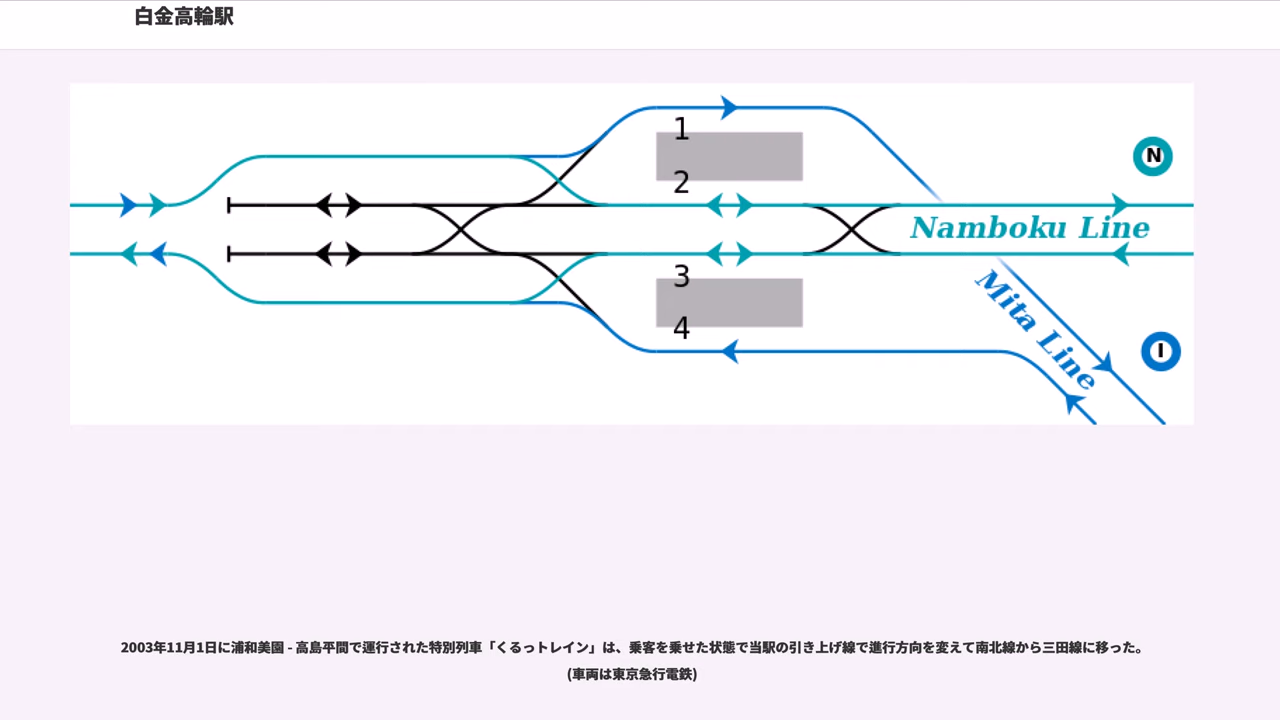 白金高輪駅
1
N
2
Namboku Line
3
Mita Line
4
I
2003年11月1日に浦和美園 - 高島平間で運行された特別列車「くるっトレイン」は、乗客を乗せた状態で当駅の引き上げ線で進行方向を変えて南北線から三田線に移った。
(車両は東京急行電鉄)